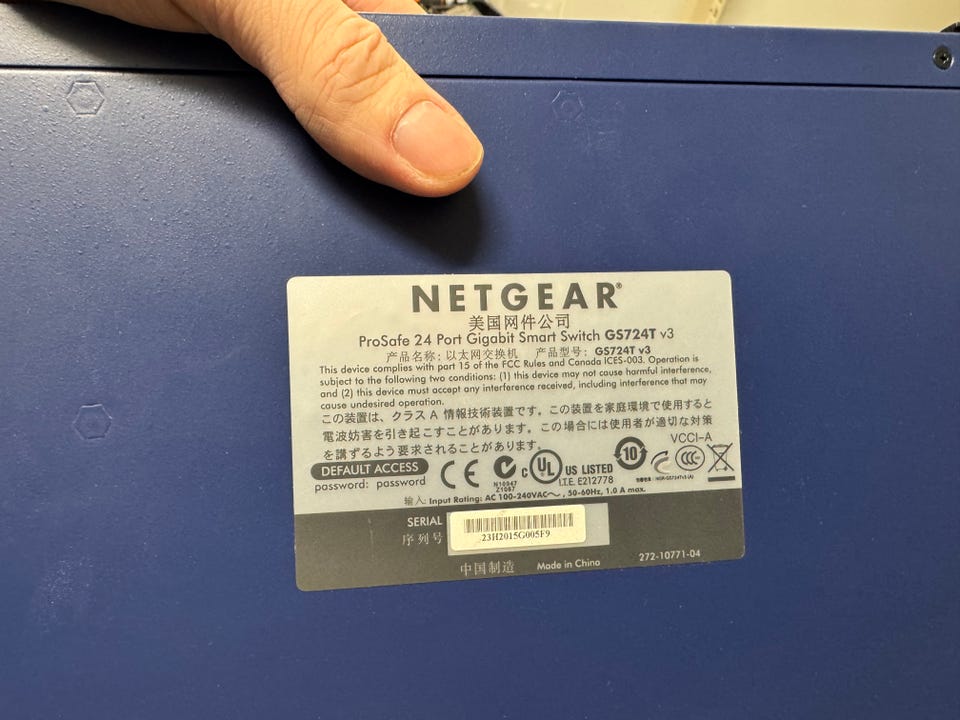 NETGEAR®
美国网件公司
ProSafe 24 Port Gigabit Smart Switch GS724T v3
产品名称: 以太网交换机 产品型号: GS724T v3
This device complies with part 15 of the FCC Rules and Canada ICES-003. Operation is
subject to the following two conditions: (1) this device may not cause harmful interference,
and (2) this device must accept any interference received, including interference that may
cause undesired operation.
この装置は、クラス A 情報技術装置です。この装置を家庭環境で使用すると
電波妨害を引き起こすことがあります。この場合には使用者が適切な対策
を講ずるよう要求されることがあります。
VCCI-A
DEFAULT ACCESS
password: password
CE
N10947
Z1087
c UL US LISTED
I.T.E. E212778
10
CCC
输入: Input Rating: AC 100-240VAC～, 50-60Hz, 1.0 A max.
SERIAL
序列号
23H2015G005F9
中国制造 Made in China
272-10771-04